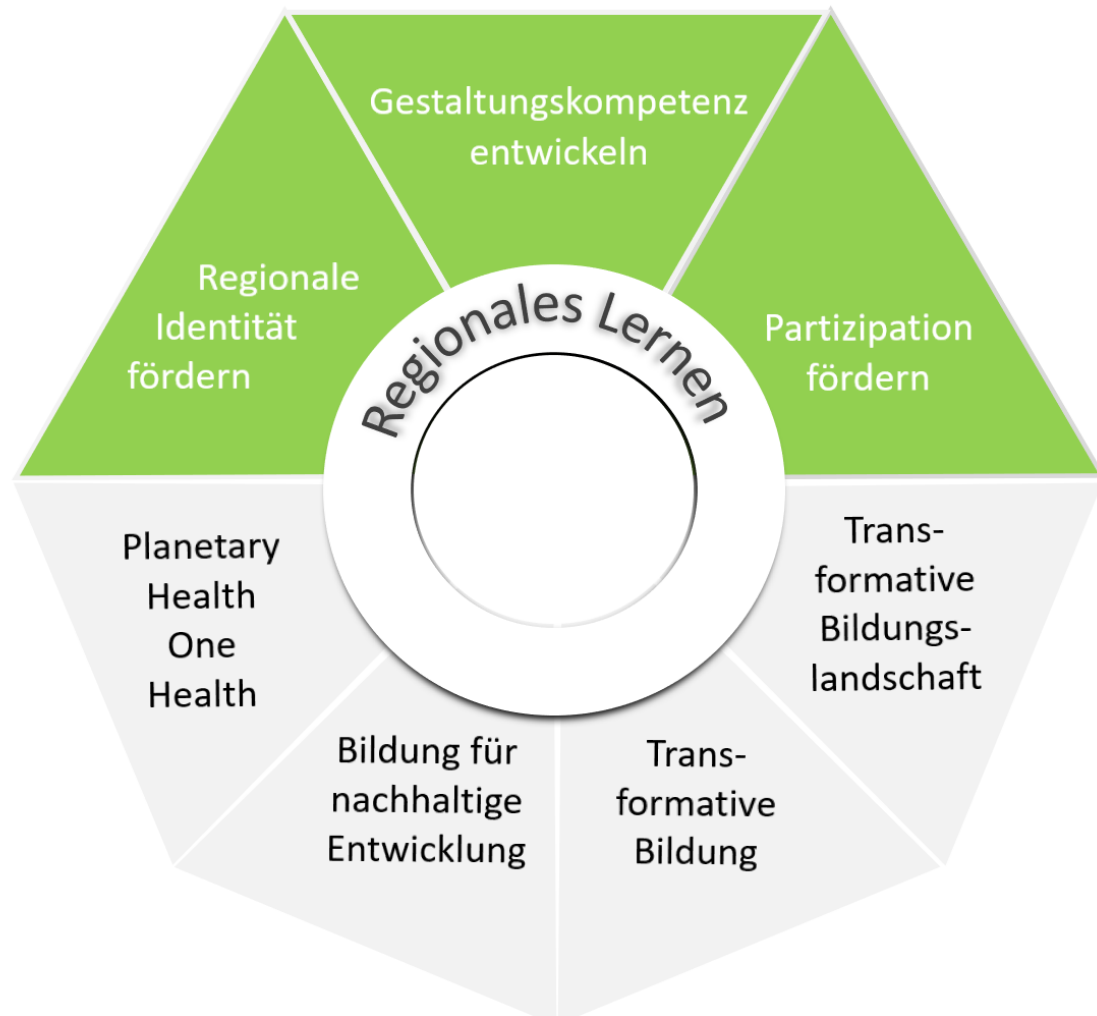 Gestaltungskompetenz
entwickeln
Regionale
Identität
fördern
Regionales Lernen
Partizipation
fördern
Planetary
Health
One
Health
Bildung für
nachhaltige
Entwicklung
Trans-
formative
Bildung
Trans-
formative
Bildungs-
landschaft